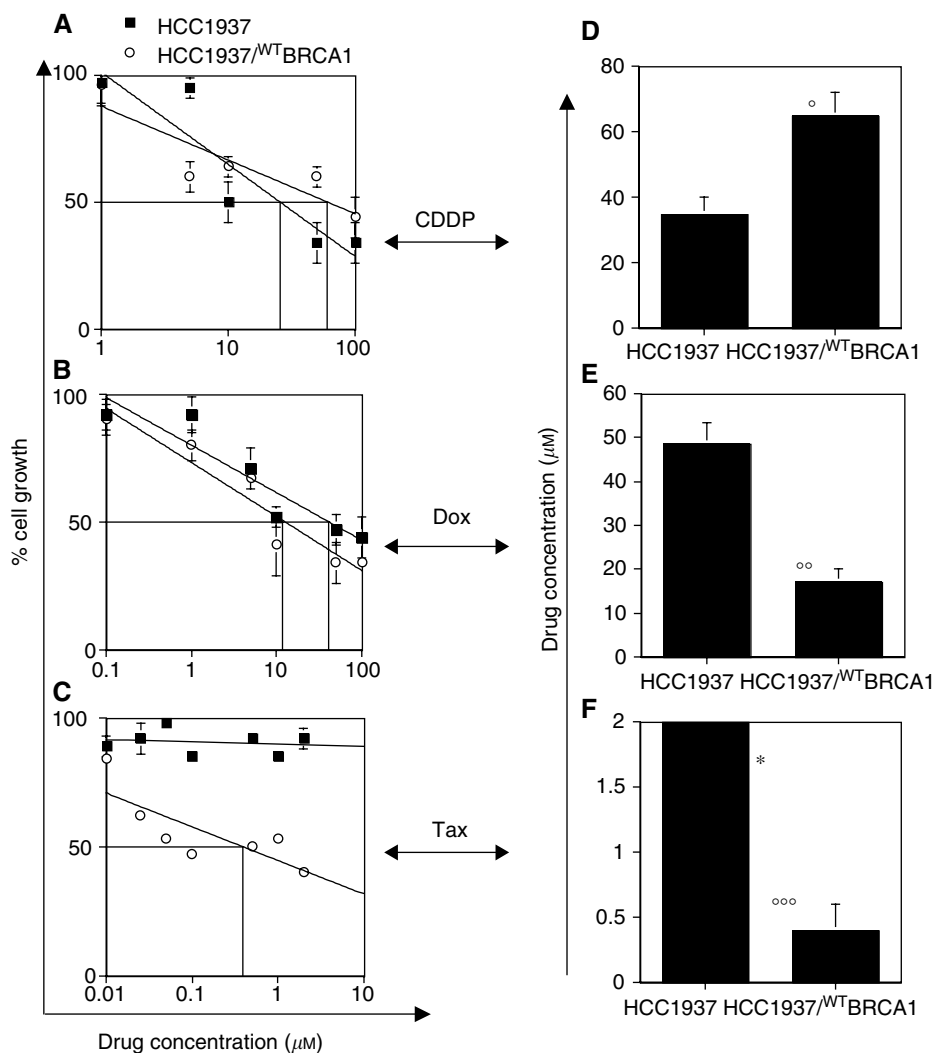 A
■ HCC1937
○ HCC1937/WTBRCA1
100
50
0
1 10 100
CDDP
B
100
50
0
0.1 1 10 100
Dox
C
100
50
0
0.01 0.1 1 10
Tax
% cell growth
Drug concentration (μM)
D
80
60
40
20
0
HCC1937 HCC1937/WTBRCA1
°
E
60
50
40
30
20
10
0
HCC1937 HCC1937/WTBRCA1
°°
F
2
1.5
1
0.5
0
HCC1937 HCC1937/WTBRCA1
*
°°°
Drug concentration (μM)